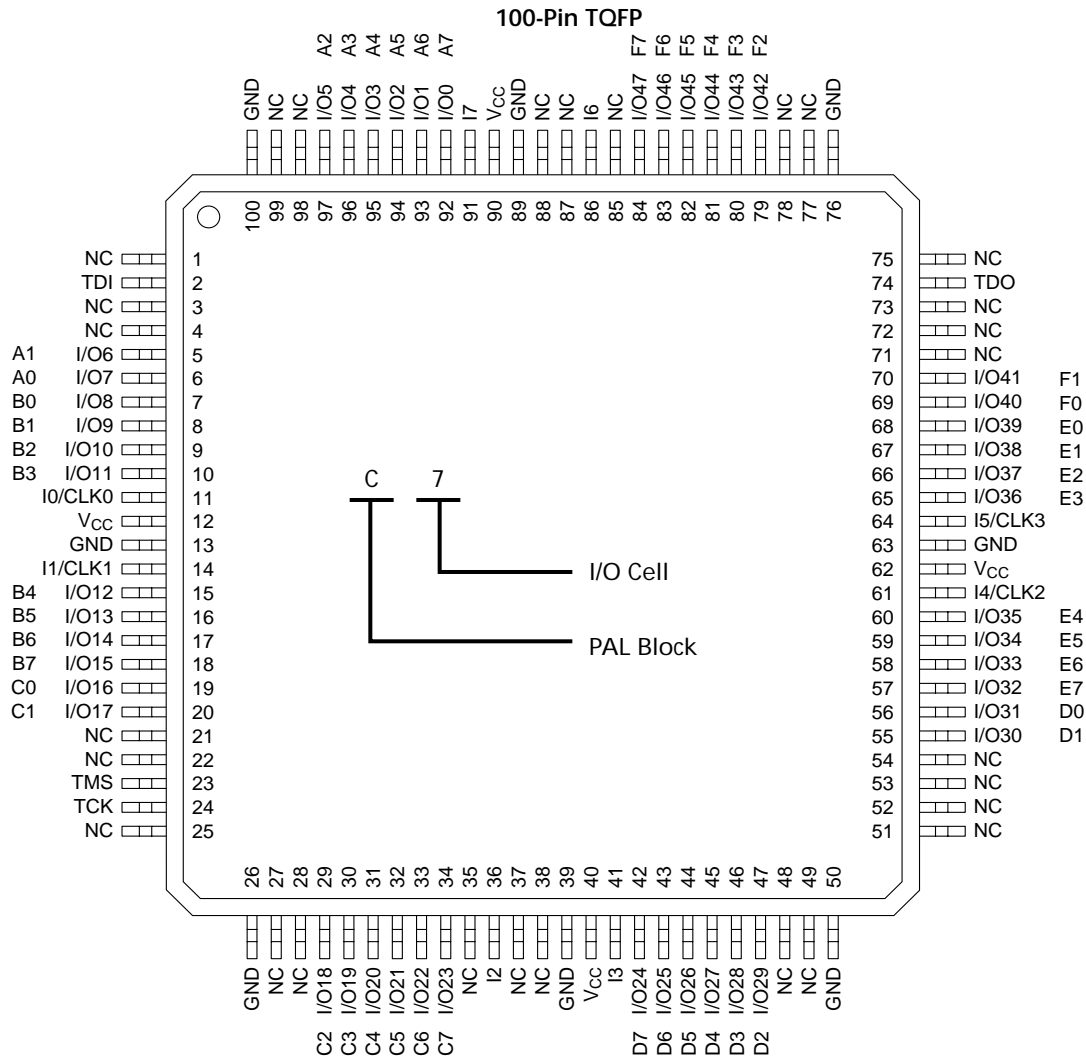 100-Pin TQFP
A2 A3 A4 A5 A6 A7 F7 F6 F5 F4 F3 F2
GND NC NC I/O5 I/O4 I/O3 I/O2 I/O1 I/O0 I7 VCC GND NC NC I6 NC I/O47 I/O46 I/O45 I/O44 I/O43 I/O42 NC NC GND
100 99 98 97 96 95 94 93 92 91 90 89 88 87 86 85 84 83 82 81 80 79 78 77 76
NC 1 75 NC
TDI 2 74 TDO
NC 3 73 NC
NC 4 72 NC
A1 I/O6 5 71 NC
A0 I/O7 6 70 I/O41 F1
B0 I/O8 7 69 I/O40 F0
B1 I/O9 8 68 I/O39 E0
B2 I/O10 9 67 I/O38 E1
B3 I/O11 10 66 I/O37 E2
C 7
I0/CLK0 11 65 I/O36 E3
VCC 12 64 I5/CLK3
GND 13 63 GND
I1/CLK1 14 I/O Cell 62 VCC
B4 I/O12 15 61 I4/CLK2
B5 I/O13 16 60 I/O35 E4
B6 I/O14 17 PAL Block 59 I/O34 E5
B7 I/O15 18 58 I/O33 E6
C0 I/O16 19 57 I/O32 E7
C1 I/O17 20 56 I/O31 D0
NC 21 55 I/O30 D1
NC 22 54 NC
TMS 23 53 NC
TCK 24 52 NC
NC 25 51 NC
26 27 28 29 30 31 32 33 34 35 36 37 38 39 40 41 42 43 44 45 46 47 48 49 50
GND NC NC I/O18 I/O19 I/O20 I/O21 I/O22 I/O23 NC I2 NC NC GND VCC I3 I/O24 I/O25 I/O26 I/O27 I/O28 I/O29 NC NC GND
C2 C3 C4 C5 C6 C7 D7 D6 D5 D4 D3 D2